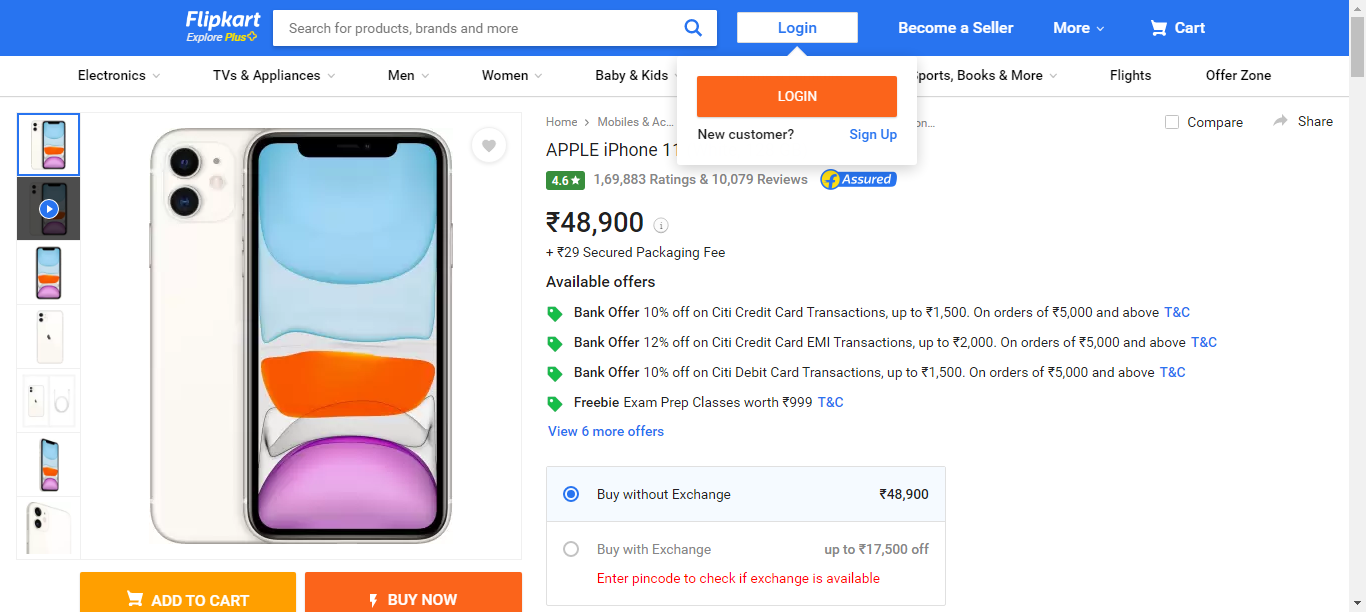 Flipkart
Explore Plus
Search for products, brands and more
Login
Become a Seller
More
Cart
Electronics
TVs & Appliances
Men
Women
Baby & Kids
ports, Books & More
Flights
Offer Zone
LOGIN
New customer? Sign Up
Home
Mobiles & Ac...
on...
Compare
Share
APPLE iPhone 11
4.6★ 1,69,883 Ratings & 10,079 Reviews
Assured
₹48,900
+ ₹29 Secured Packaging Fee
Available offers
Bank Offer 10% off on Citi Credit Card Transactions, up to ₹1,500. On orders of ₹5,000 and above T&C
Bank Offer 12% off on Citi Credit Card EMI Transactions, up to ₹2,000. On orders of ₹5,000 and above T&C
Bank Offer 10% off on Citi Debit Card Transactions, up to ₹1,500. On orders of ₹5,000 and above T&C
Freebie Exam Prep Classes worth ₹999 T&C
View 6 more offers
Buy without Exchange ₹48,900
Buy with Exchange up to ₹17,500 off
Enter pincode to check if exchange is available
ADD TO CART
BUY NOW